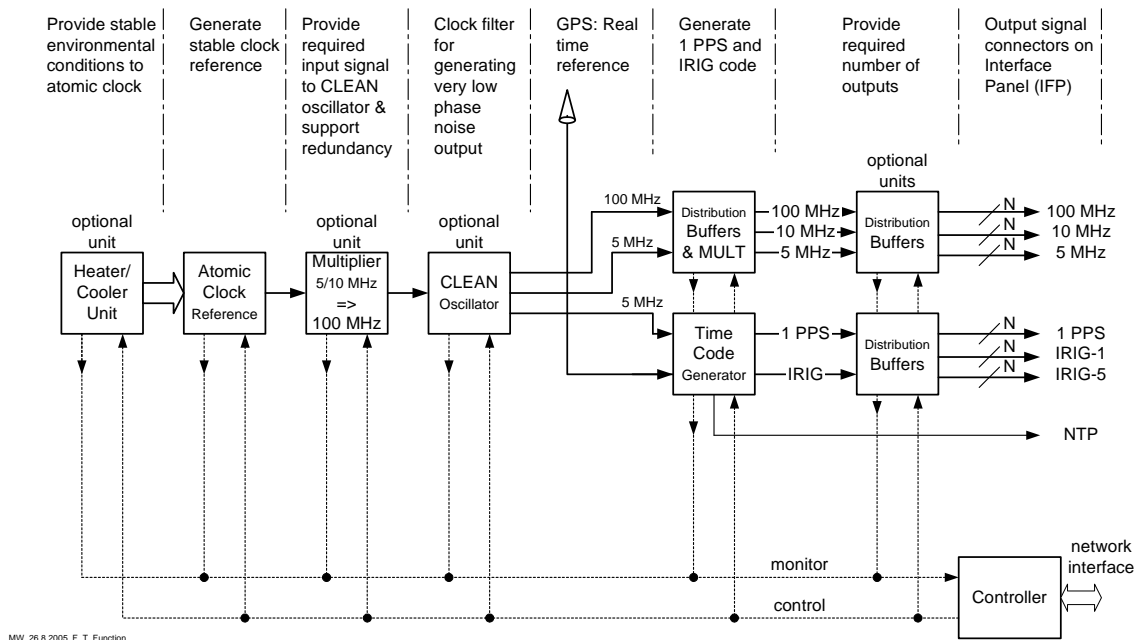 Provide stable
environmental
conditions to
atomic clock
Generate
stable clock
reference
Provide
required
input signal
to CLEAN
oscillator &
support
redundancy
Clock filter
for
generating
very low
phase
noise
output
GPS: Real
time
reference
Generate
1 PPS and
IRIG code
Provide
required
number of
outputs
Output signal
connectors on
Interface
Panel (IFP)
optional
unit
Heater/
Cooler
Unit
Atomic
Clock
Reference
optional
unit
Multiplier
5/10 MHz
=>
100 MHz
optional
unit
CLEAN
Oscillator
100 MHz
5 MHz
5 MHz
Distribution
Buffers
& MULT
100 MHz
10 MHz
5 MHz
optional
units
Distribution
Buffers
N
N
N
100 MHz
10 MHz
5 MHz
Time
Code
Generator
1 PPS
IRIG
Distribution
Buffers
N
N
N
1 PPS
IRIG-1
IRIG-5
NTP
monitor
control
Controller
network
interface
MW, 26.8.2005, F_T_Function